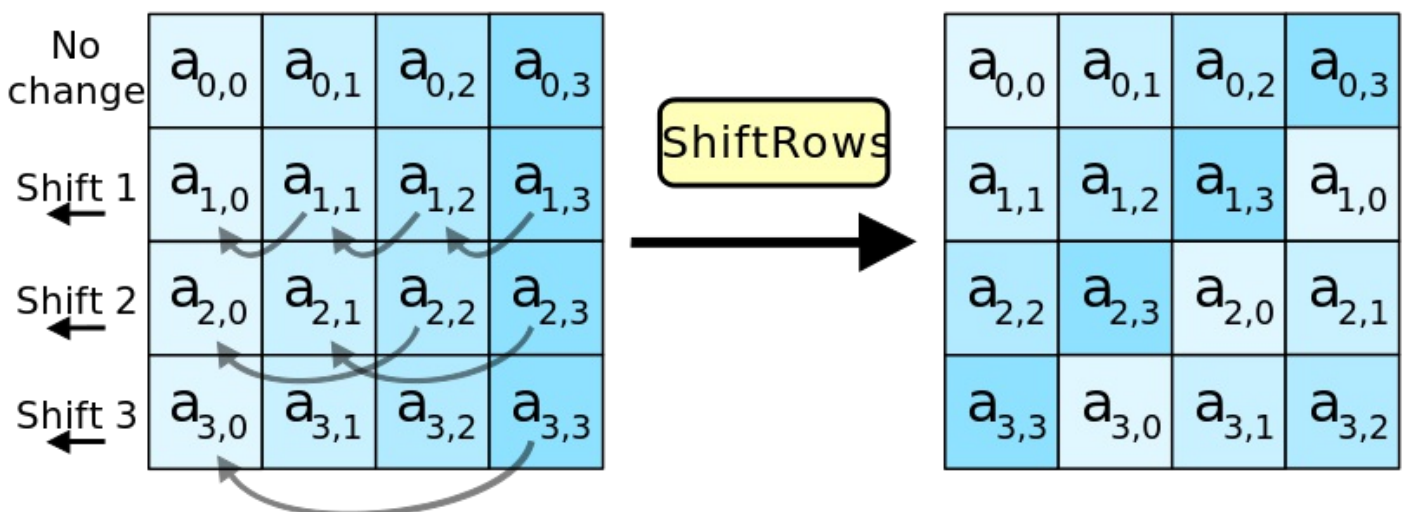 No
change
a0,0 a0,1 a0,2 a0,3
Shift 1
a1,0 a1,1 a1,2 a1,3
Shift 2
a2,0 a2,1 a2,2 a2,3
Shift 3
a3,0 a3,1 a3,2 a3,3
ShiftRows
a0,0 a0,1 a0,2 a0,3
a1,1 a1,2 a1,3 a1,0
a2,2 a2,3 a2,0 a2,1
a3,3 a3,0 a3,1 a3,2